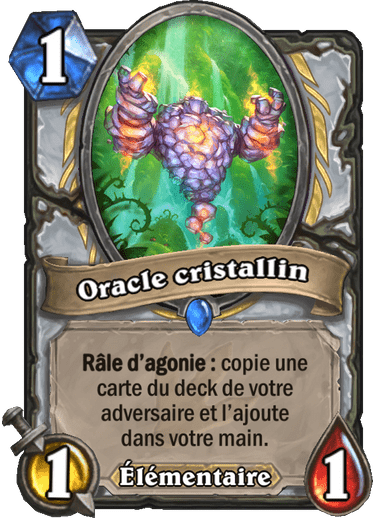 1
Oracle cristallin
Râle d'agonie : copie une
carte du deck de votre
adversaire et l'ajoute
dans votre main.
1
Élémentaire
1